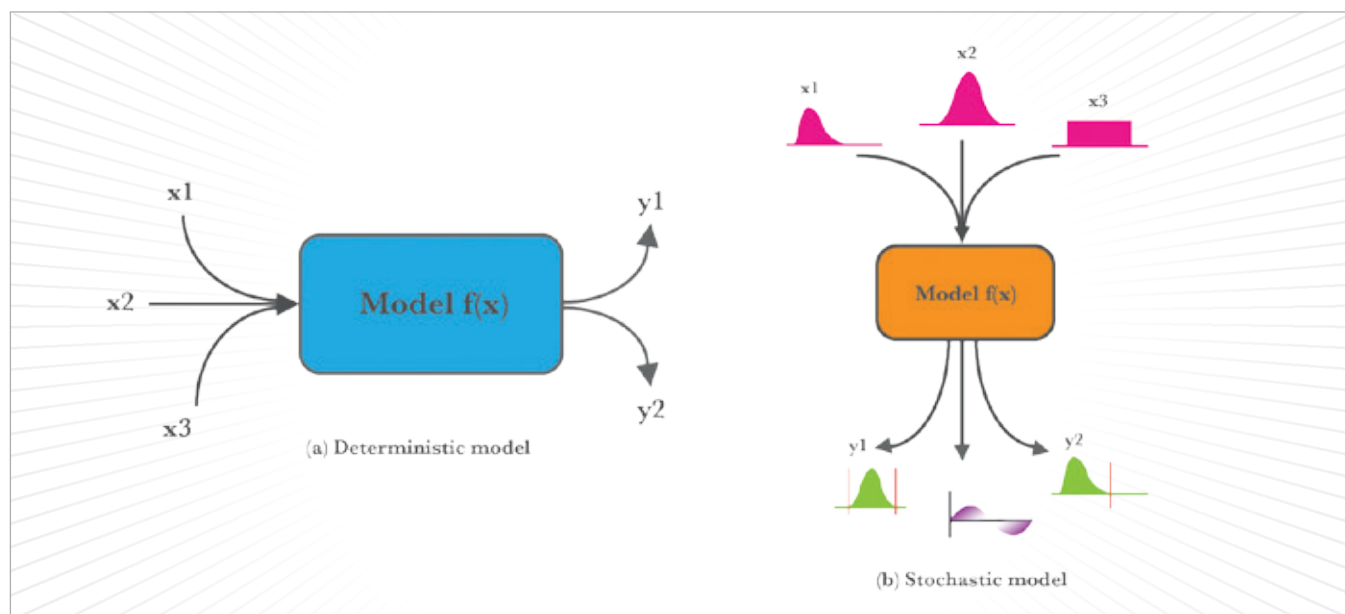 x1
x2
x3
Model f(x)
y1
y2
(a) Deterministic model
x1
x2
x3
Model f(x)
y1
y2
(b) Stochastic model